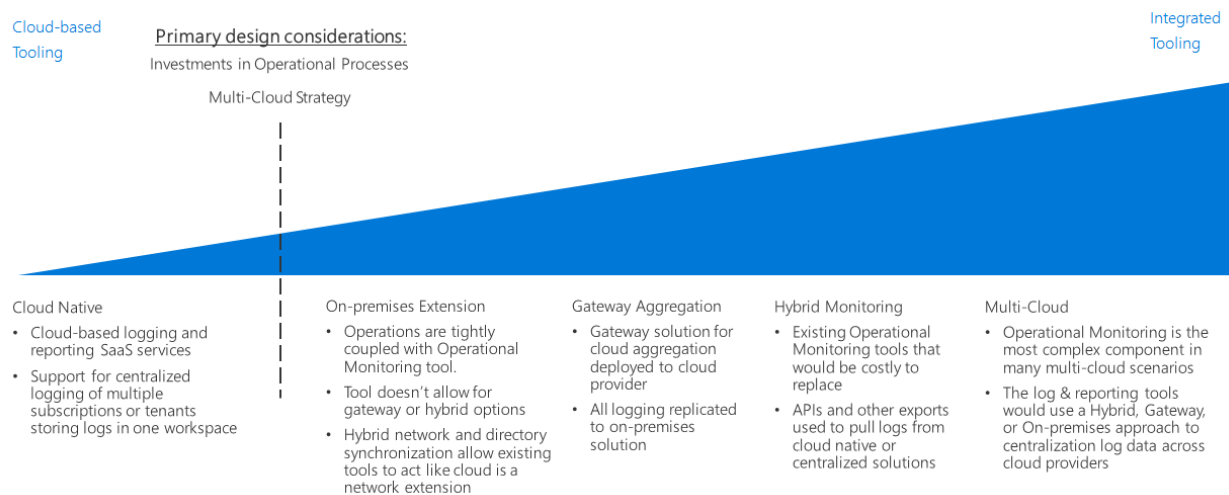 Cloud-based
Tooling
Primary design considerations:
Investments in Operational Processes
Multi-Cloud Strategy
Integrated
Tooling
Cloud Native
• Cloud-based logging and
reporting SaaS services
• Support for centralized
logging of multiple
subscriptions or tenants
storing logs in one workspace
On-premises Extension
• Operations are tightly
coupled with Operational
Monitoring tool.
• Tool doesn't allow for
gateway or hybrid options
• Hybrid network and directory
synchronization allow existing
tools to act like cloud is a
network extension
Gateway Aggregation
• Gateway solution for
cloud aggregation
deployed to cloud
provider
• All logging replicated
to on-premises
solution
Hybrid Monitoring
• Existing Operational
Monitoring tools that
would be costly to
replace
• APIs and other exports
used to pull logs from
cloud native or
centralized solutions
Multi-Cloud
• Operational Monitoring is the
most complex component in
many multi-cloud scenarios
• The log & reporting tools
would use a Hybrid, Gateway,
or On-premises approach to
centralization log data across
cloud providers